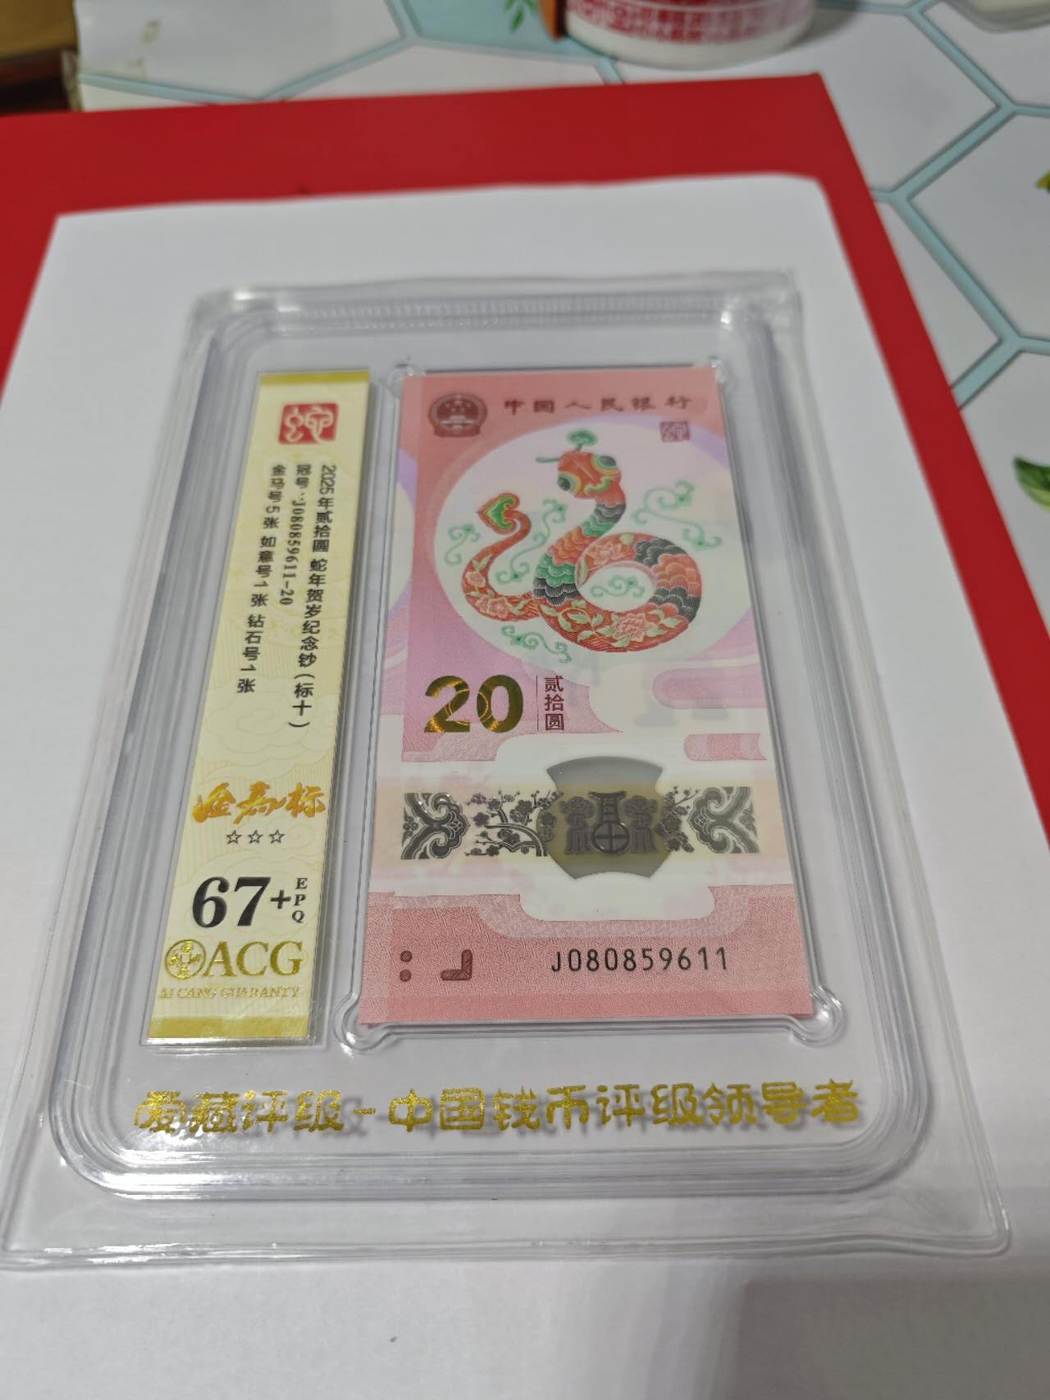 蛇
2025年贰拾圆 蛇年贺岁纪念钞(标十)
冠号:J080859611-20
金马号5张 如意号1张 钻石号1张
☆☆☆
67+
EPQ
ACG
AI CANG GUARANTY
中国人民银行
20
贰拾圆
J080859611
爱藏评级-中国钱币评级领导者